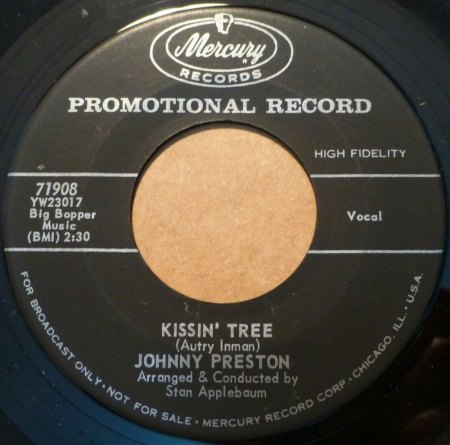 Mercury
RECORDS
PROMOTIONAL RECORD
HIGH FIDELITY
71908
YW23017
Big Bopper
Music
(BMI) 2:30
Vocal
KISSIN' TREE
(Autry Inman)
JOHNNY PRESTON
Arranged & Conducted by
Stan Applebaum
FOR BROADCAST ONLY • NOT FOR SALE • MERCURY RECORD CORP • CHICAGO, ILL., U.S.A.